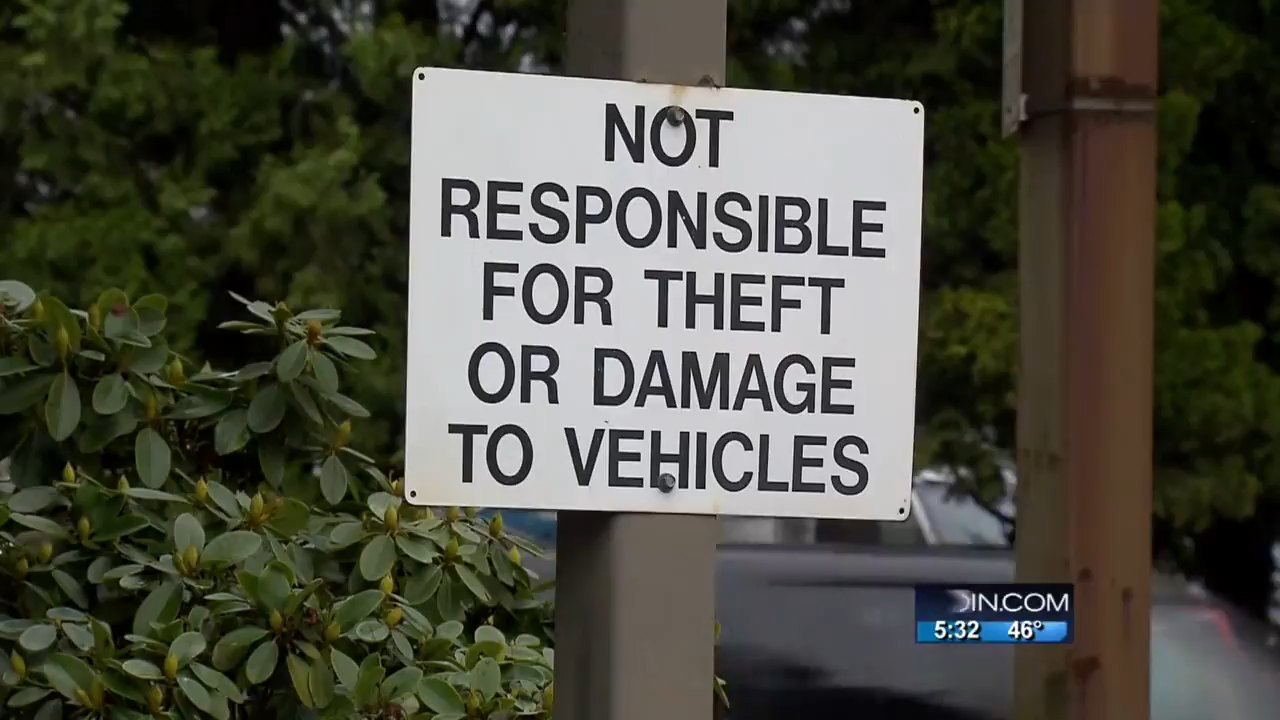 NOT
RESPONSIBLE
FOR THEFT
OR DAMAGE
TO VEHICLES
IN.COM
5:32 46°